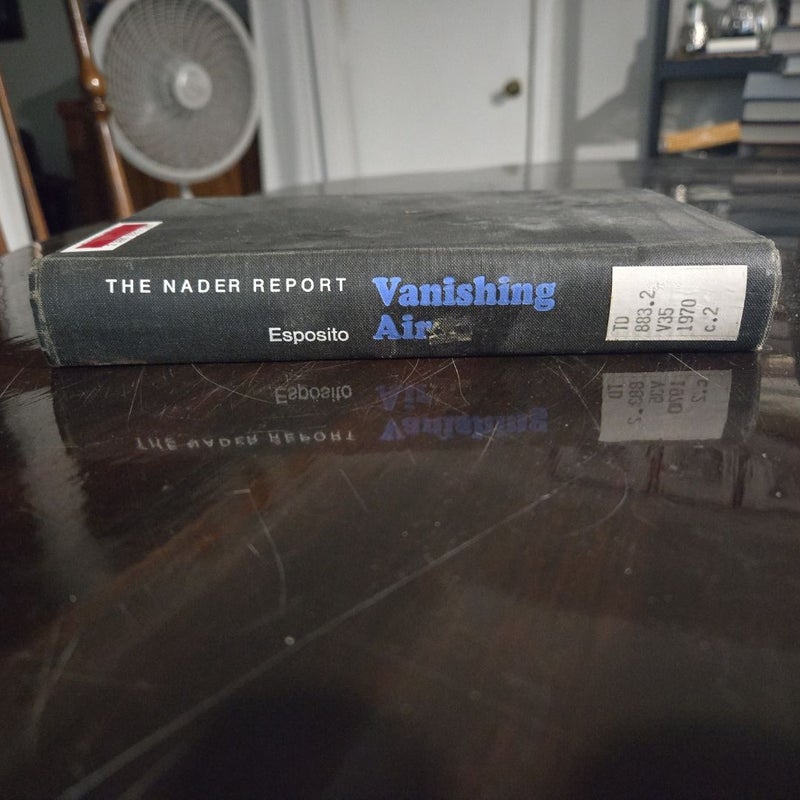 THE NADER REPORT
Esposito
Vanishing
Air
TD
883.2
V35
1970
c.2